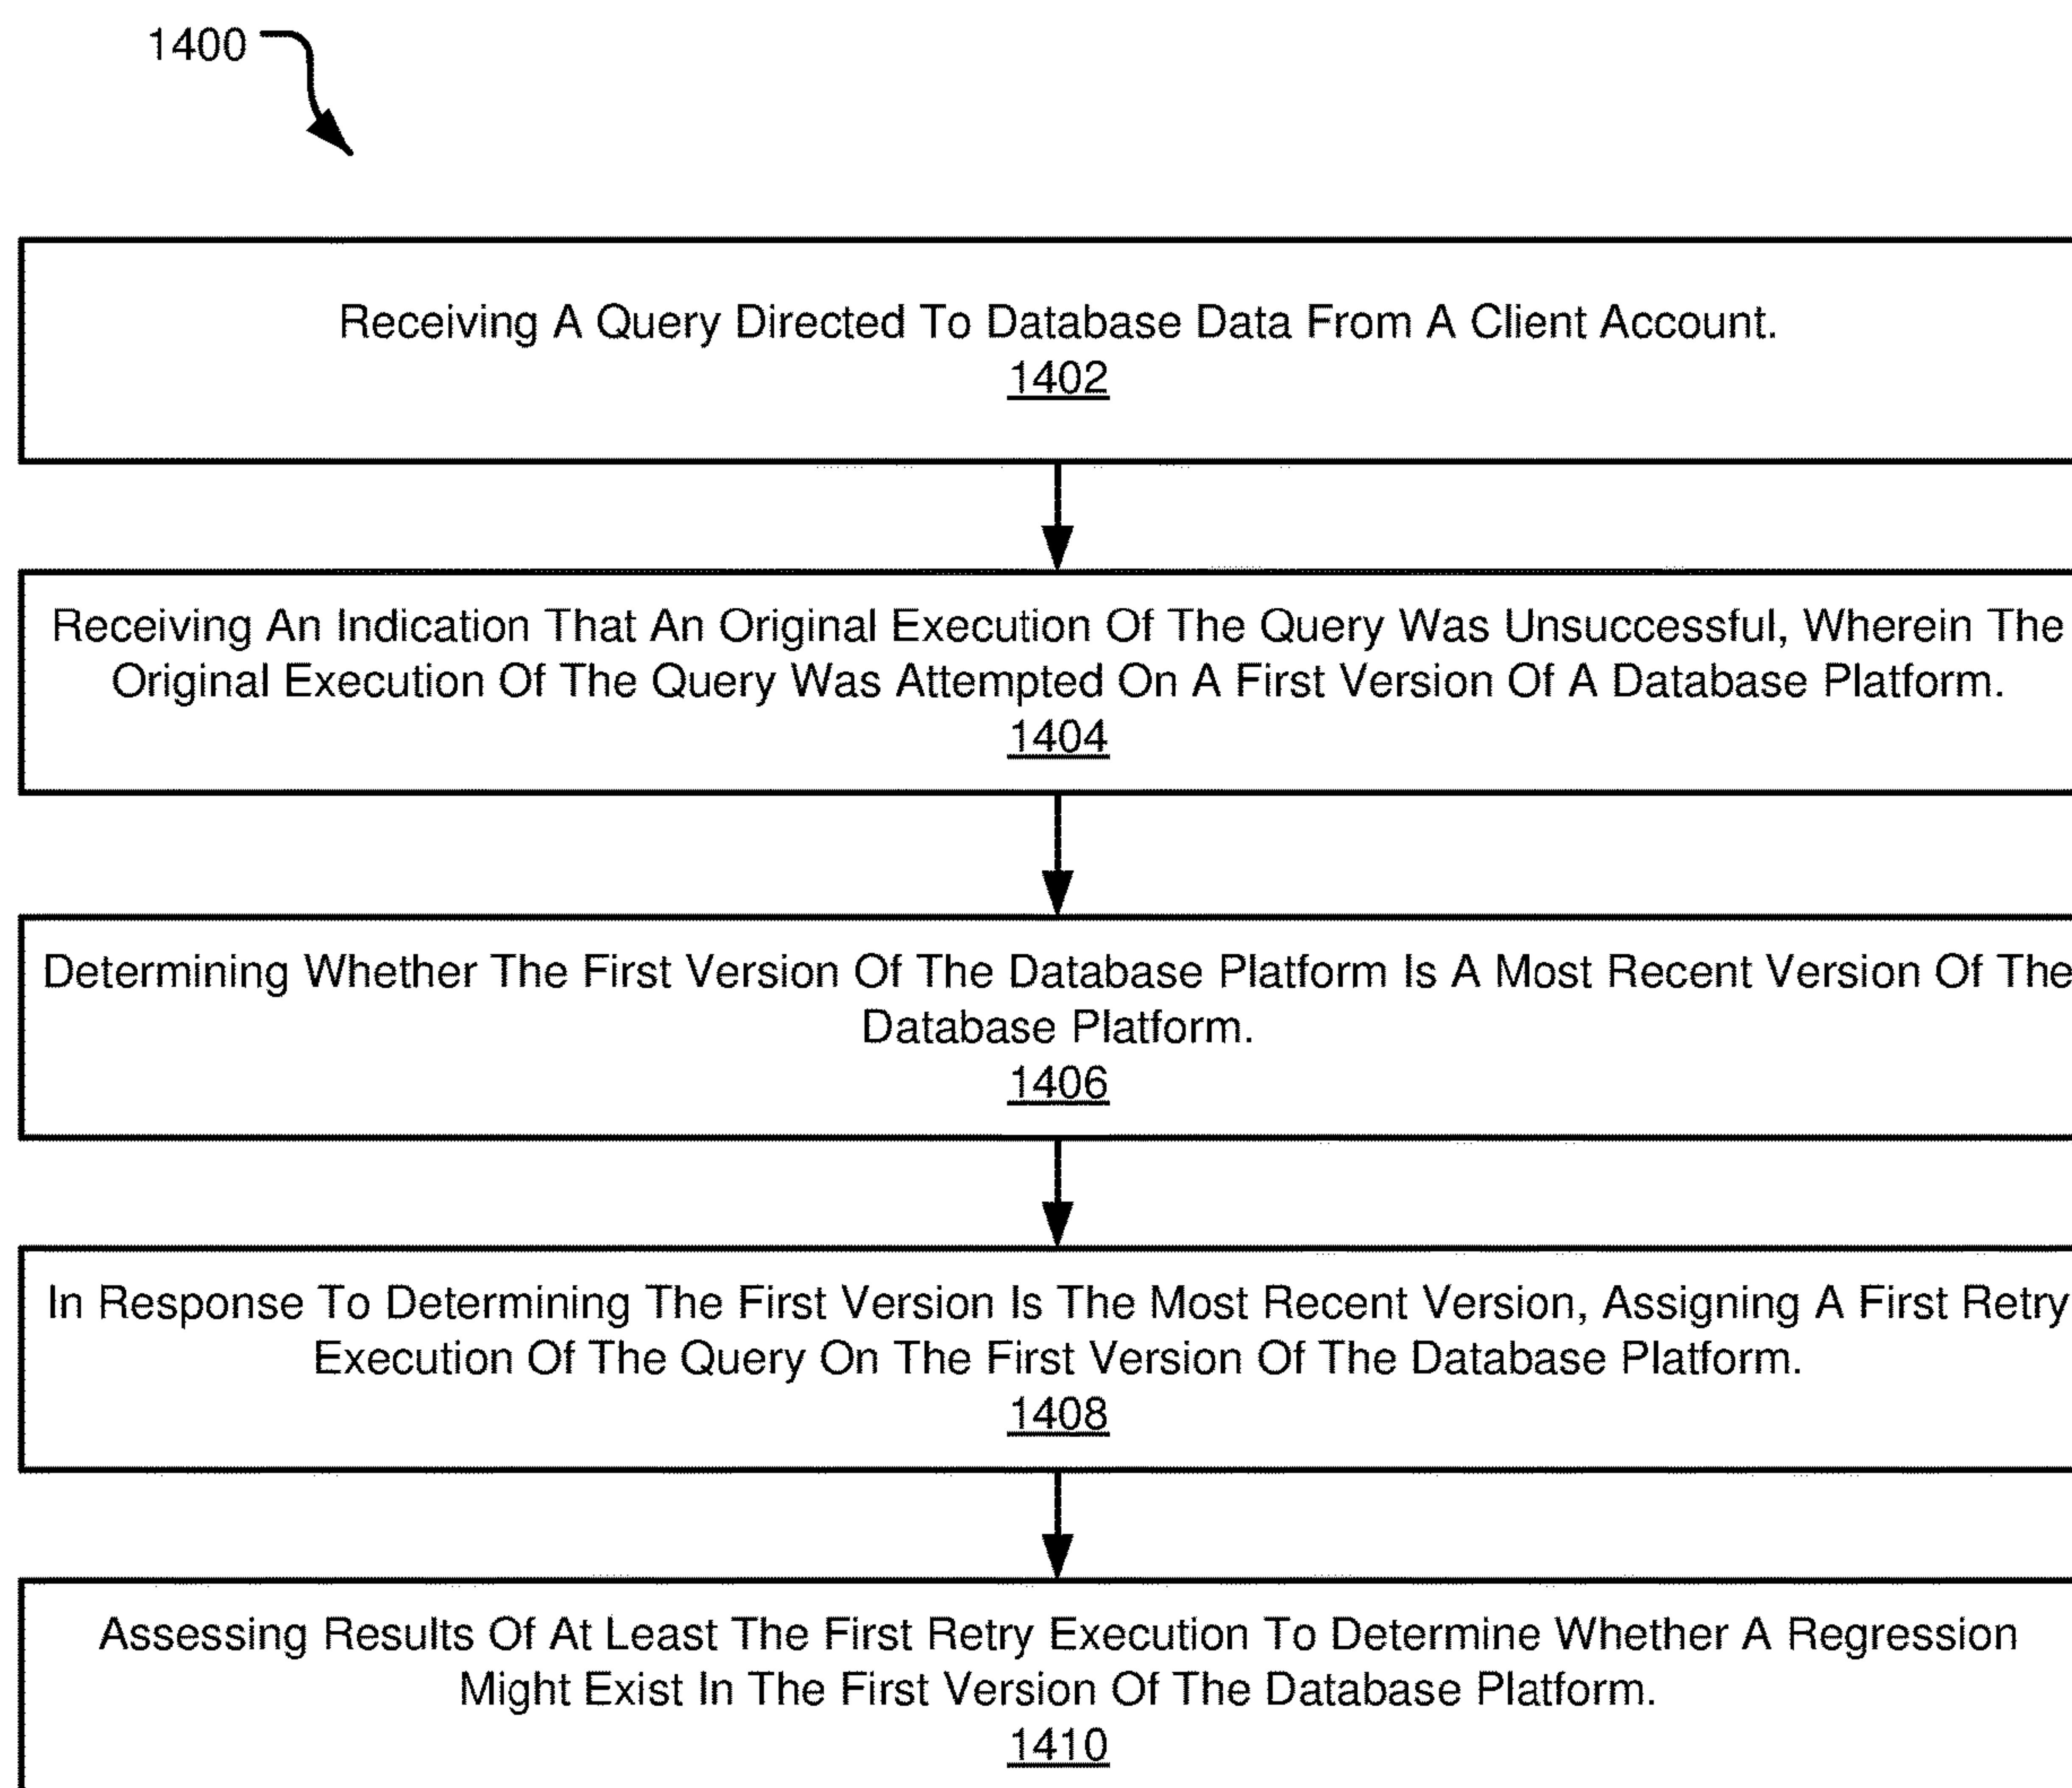 1400
Receiving A Query Directed To Database Data From A Client Account.
1402
Receiving An Indication That An Original Execution Of The Query Was Unsuccessful, Wherein The
Original Execution Of The Query Was Attempted On A First Version Of A Database Platform.
1404
Determining Whether The First Version Of The Database Platform Is A Most Recent Version Of The
Database Platform.
1406
In Response To Determining The First Version Is The Most Recent Version, Assigning A First Retry
Execution Of The Query On The First Version Of The Database Platform.
1408
Assessing Results Of At Least The First Retry Execution To Determine Whether A Regression
Might Exist In The First Version Of The Database Platform.
1410